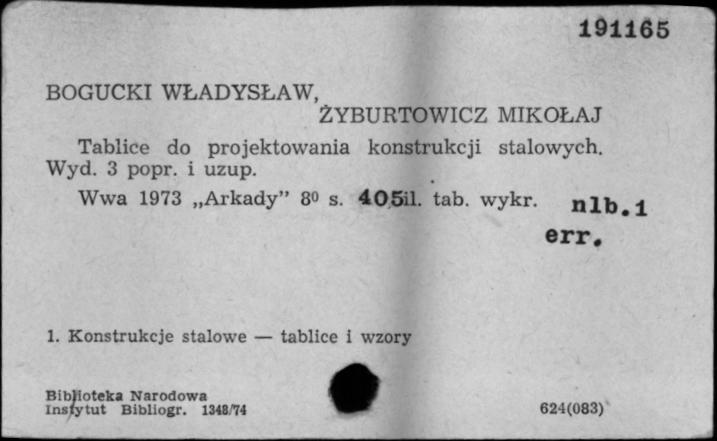 191165
BOGUCKI WŁADYSŁAW,
ŻYBURTOWICZ MIKOŁAJ
Tablice do projektowania konstrukcji stalowych.
Wyd. 3 popr. i uzup.
Wwa 1973 „Arkady” 8⁰ s. 405 il. tab. wykr. nlb.1
err.
1. Konstrukcje stalowe — tablice i wzory
Biblioteka Narodowa
Instytut Bibliogr. 1348/74
624(083)